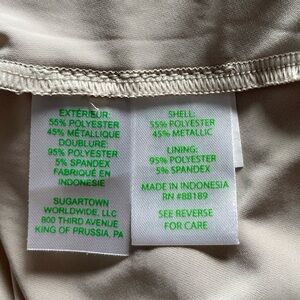 EXTÉRIEUR:
55% POLYESTER
45% MÉTALLIQUE
DOUBLURE:
95% POLYESTER
5% SPANDEX
FABRIQUÉ EN
INDONESIE
SUGARTOWN
WORLDWIDE, LLC
800 THIRD AVENUE
KING OF PRUSSIA, PA
SHELL:
55% POLYESTER
45% METALLIC
LINING:
95% POLYESTER
5% SPANDEX
MADE IN INDONESIA
RN #88189
SEE REVERSE
FOR CARE